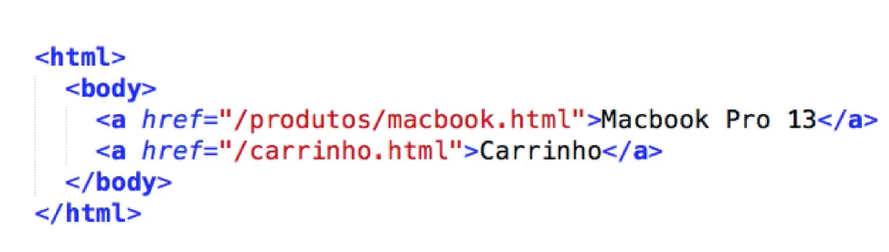 <html>
<body>
<a href="/produtos/macbook.html">Macbook Pro 13</a>
<a href="/carrinho.html">Carrinho</a>
</body>
</html>